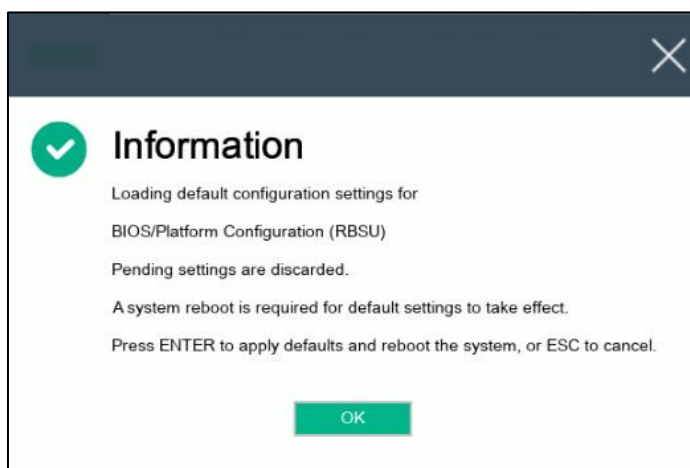 Information
Loading default configuration settings for
BIOS/Platform Configuration (RBSU)
Pending settings are discarded.
A system reboot is required for default settings to take effect.
Press ENTER to apply defaults and reboot the system, or ESC to cancel.
OK